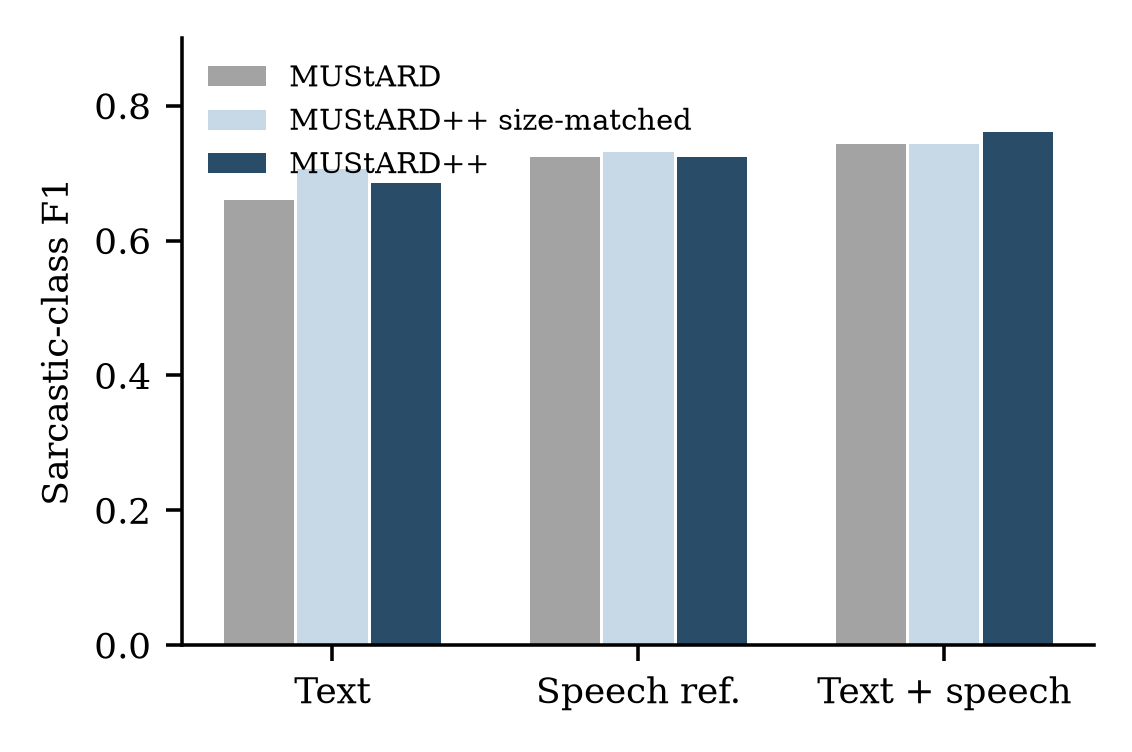 MUStARD
MUStARD++ size-matched
MUStARD++
Sarcastic-class F1
0.8
0.6
0.4
0.2
0.0
Text
Speech ref.
Text + speech